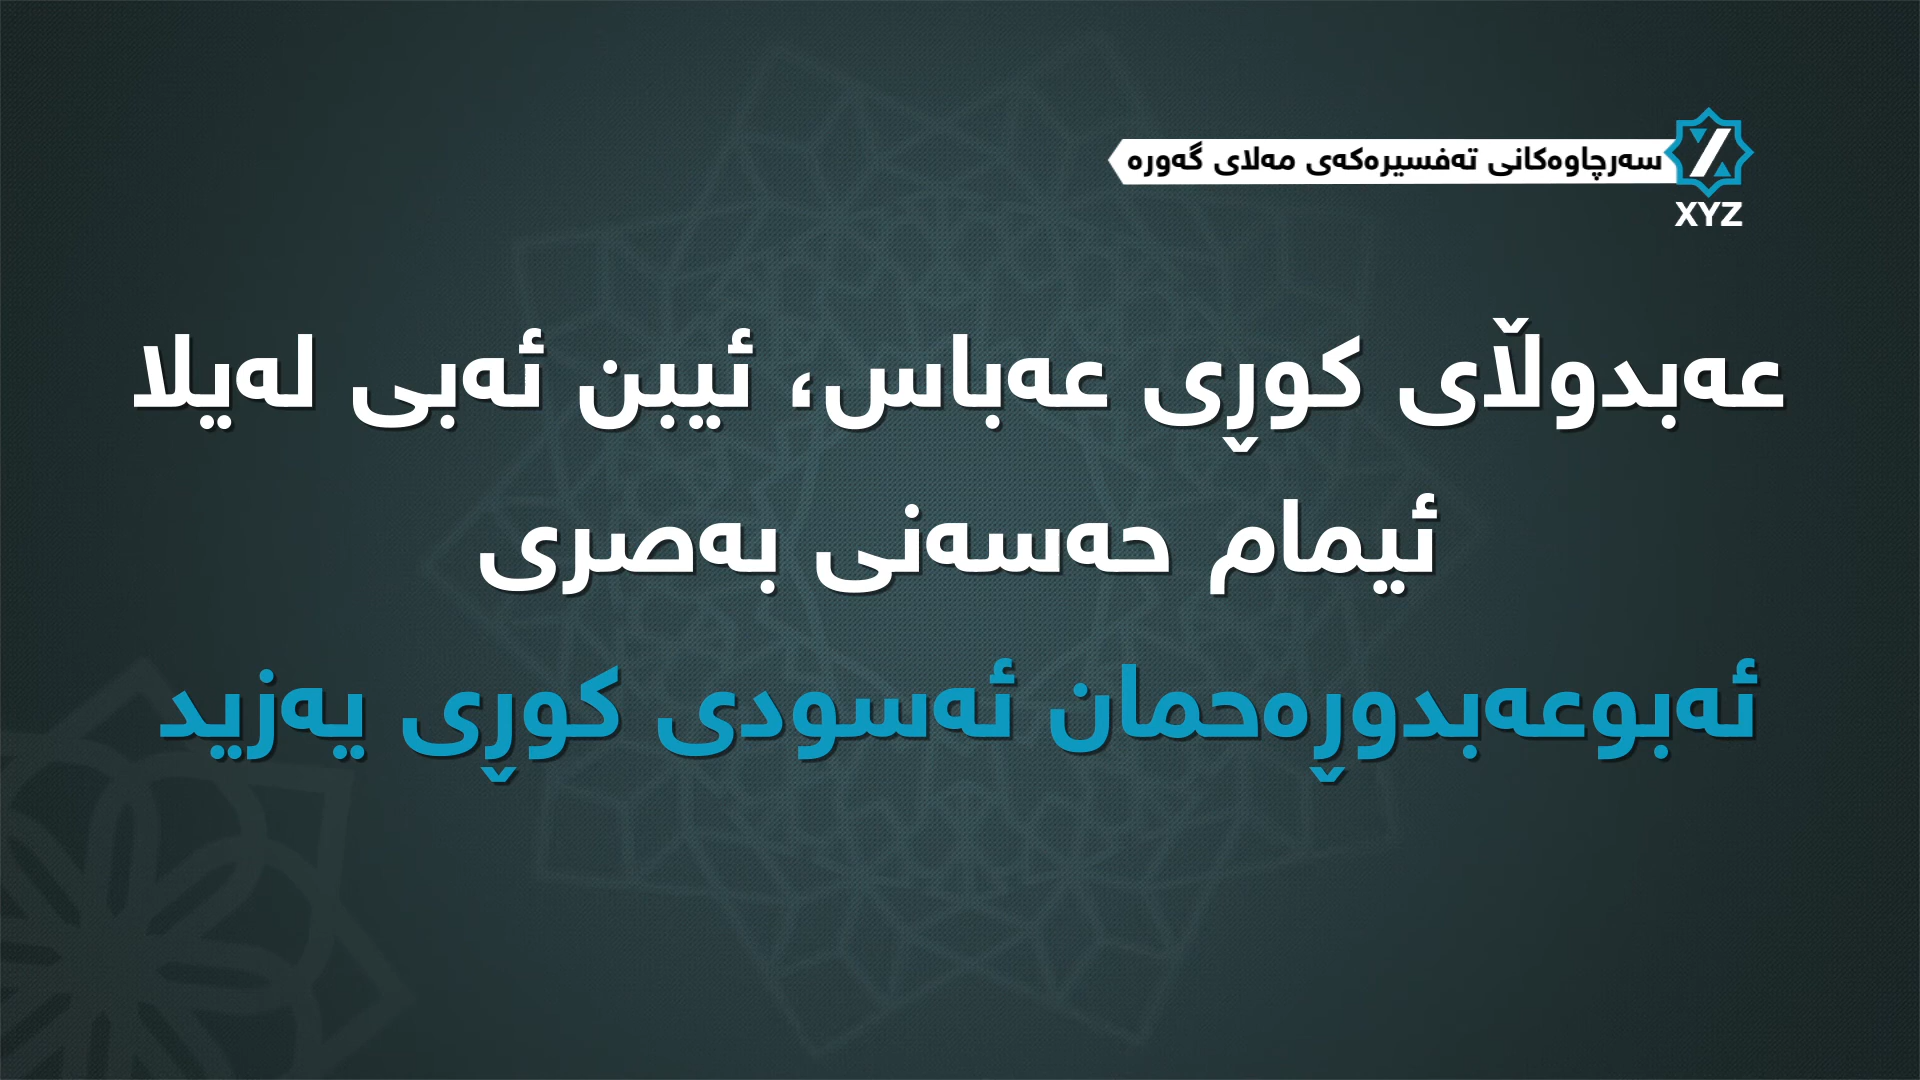 سەرچاوەکانی تەفسیرەکەی مەلای گەورە
XYZ
عەبدوڵای کوڕی عەباس، ئیبن ئەبی لەیلا
ئیمام حەسەنی بەصری
ئەبوعەبدوڕەحمان ئەسودی کوڕی یەزید